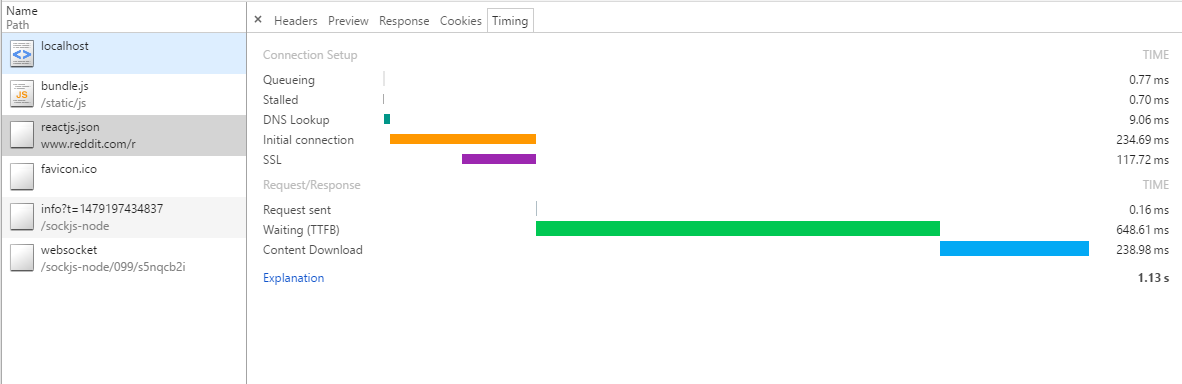 Name
Path
localhost
bundle.js
/static/js
reactjs.json
www.reddit.com/r
favicon.ico
info?t=1479197434837
/sockjs-node
websocket
/sockjs-node/099/s5nqcb2i
× Headers Preview Response Cookies Timing
Connection Setup TIME
Queueing 0.77 ms
Stalled 0.70 ms
DNS Lookup 9.06 ms
Initial connection 234.69 ms
SSL 117.72 ms
Request/Response TIME
Request sent 0.16 ms
Waiting (TTFB) 648.61 ms
Content Download 238.98 ms
Explanation 1.13 s
JS